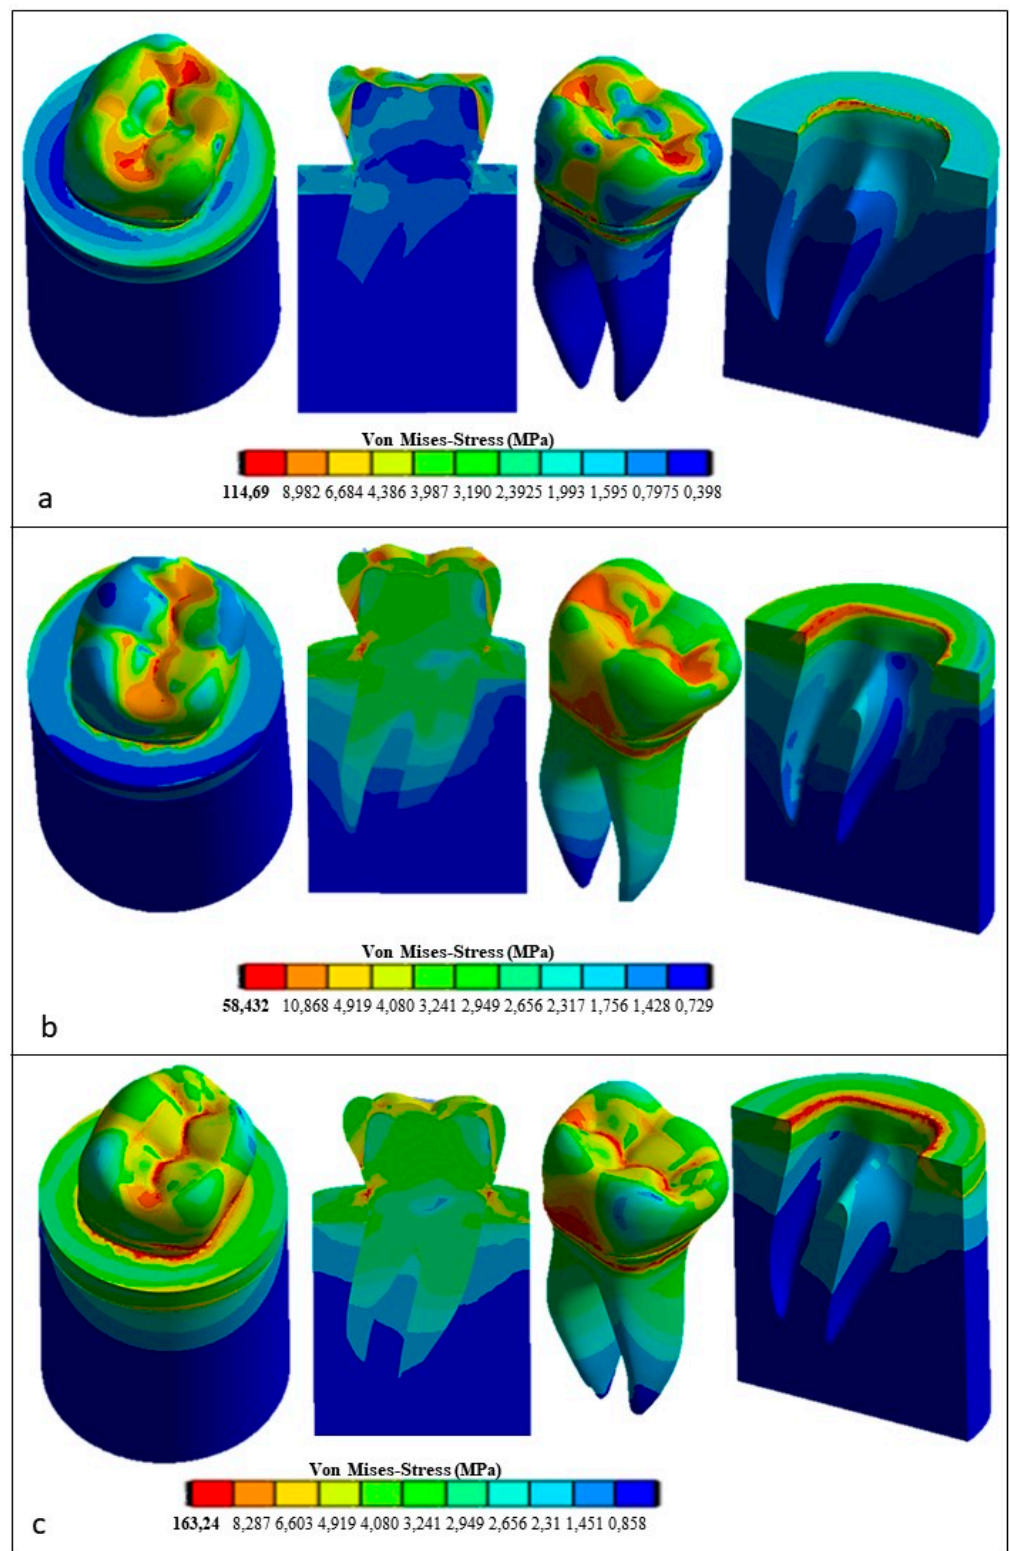 Von Mises-Stress (MPa)
114,69 8,982 6,684 4,386 3,987 3,190 2,3925 1,993 1,595 0,7975 0,398
a
Von Mises-Stress (MPa)
58,432 10,868 4,919 4,080 3,241 2,949 2,656 2,317 1,756 1,428 0,729
b
Von Mises-Stress (MPa)
163,24 8,287 6,603 4,919 4,080 3,241 2,949 2,656 2,31 1,451 0,858
c